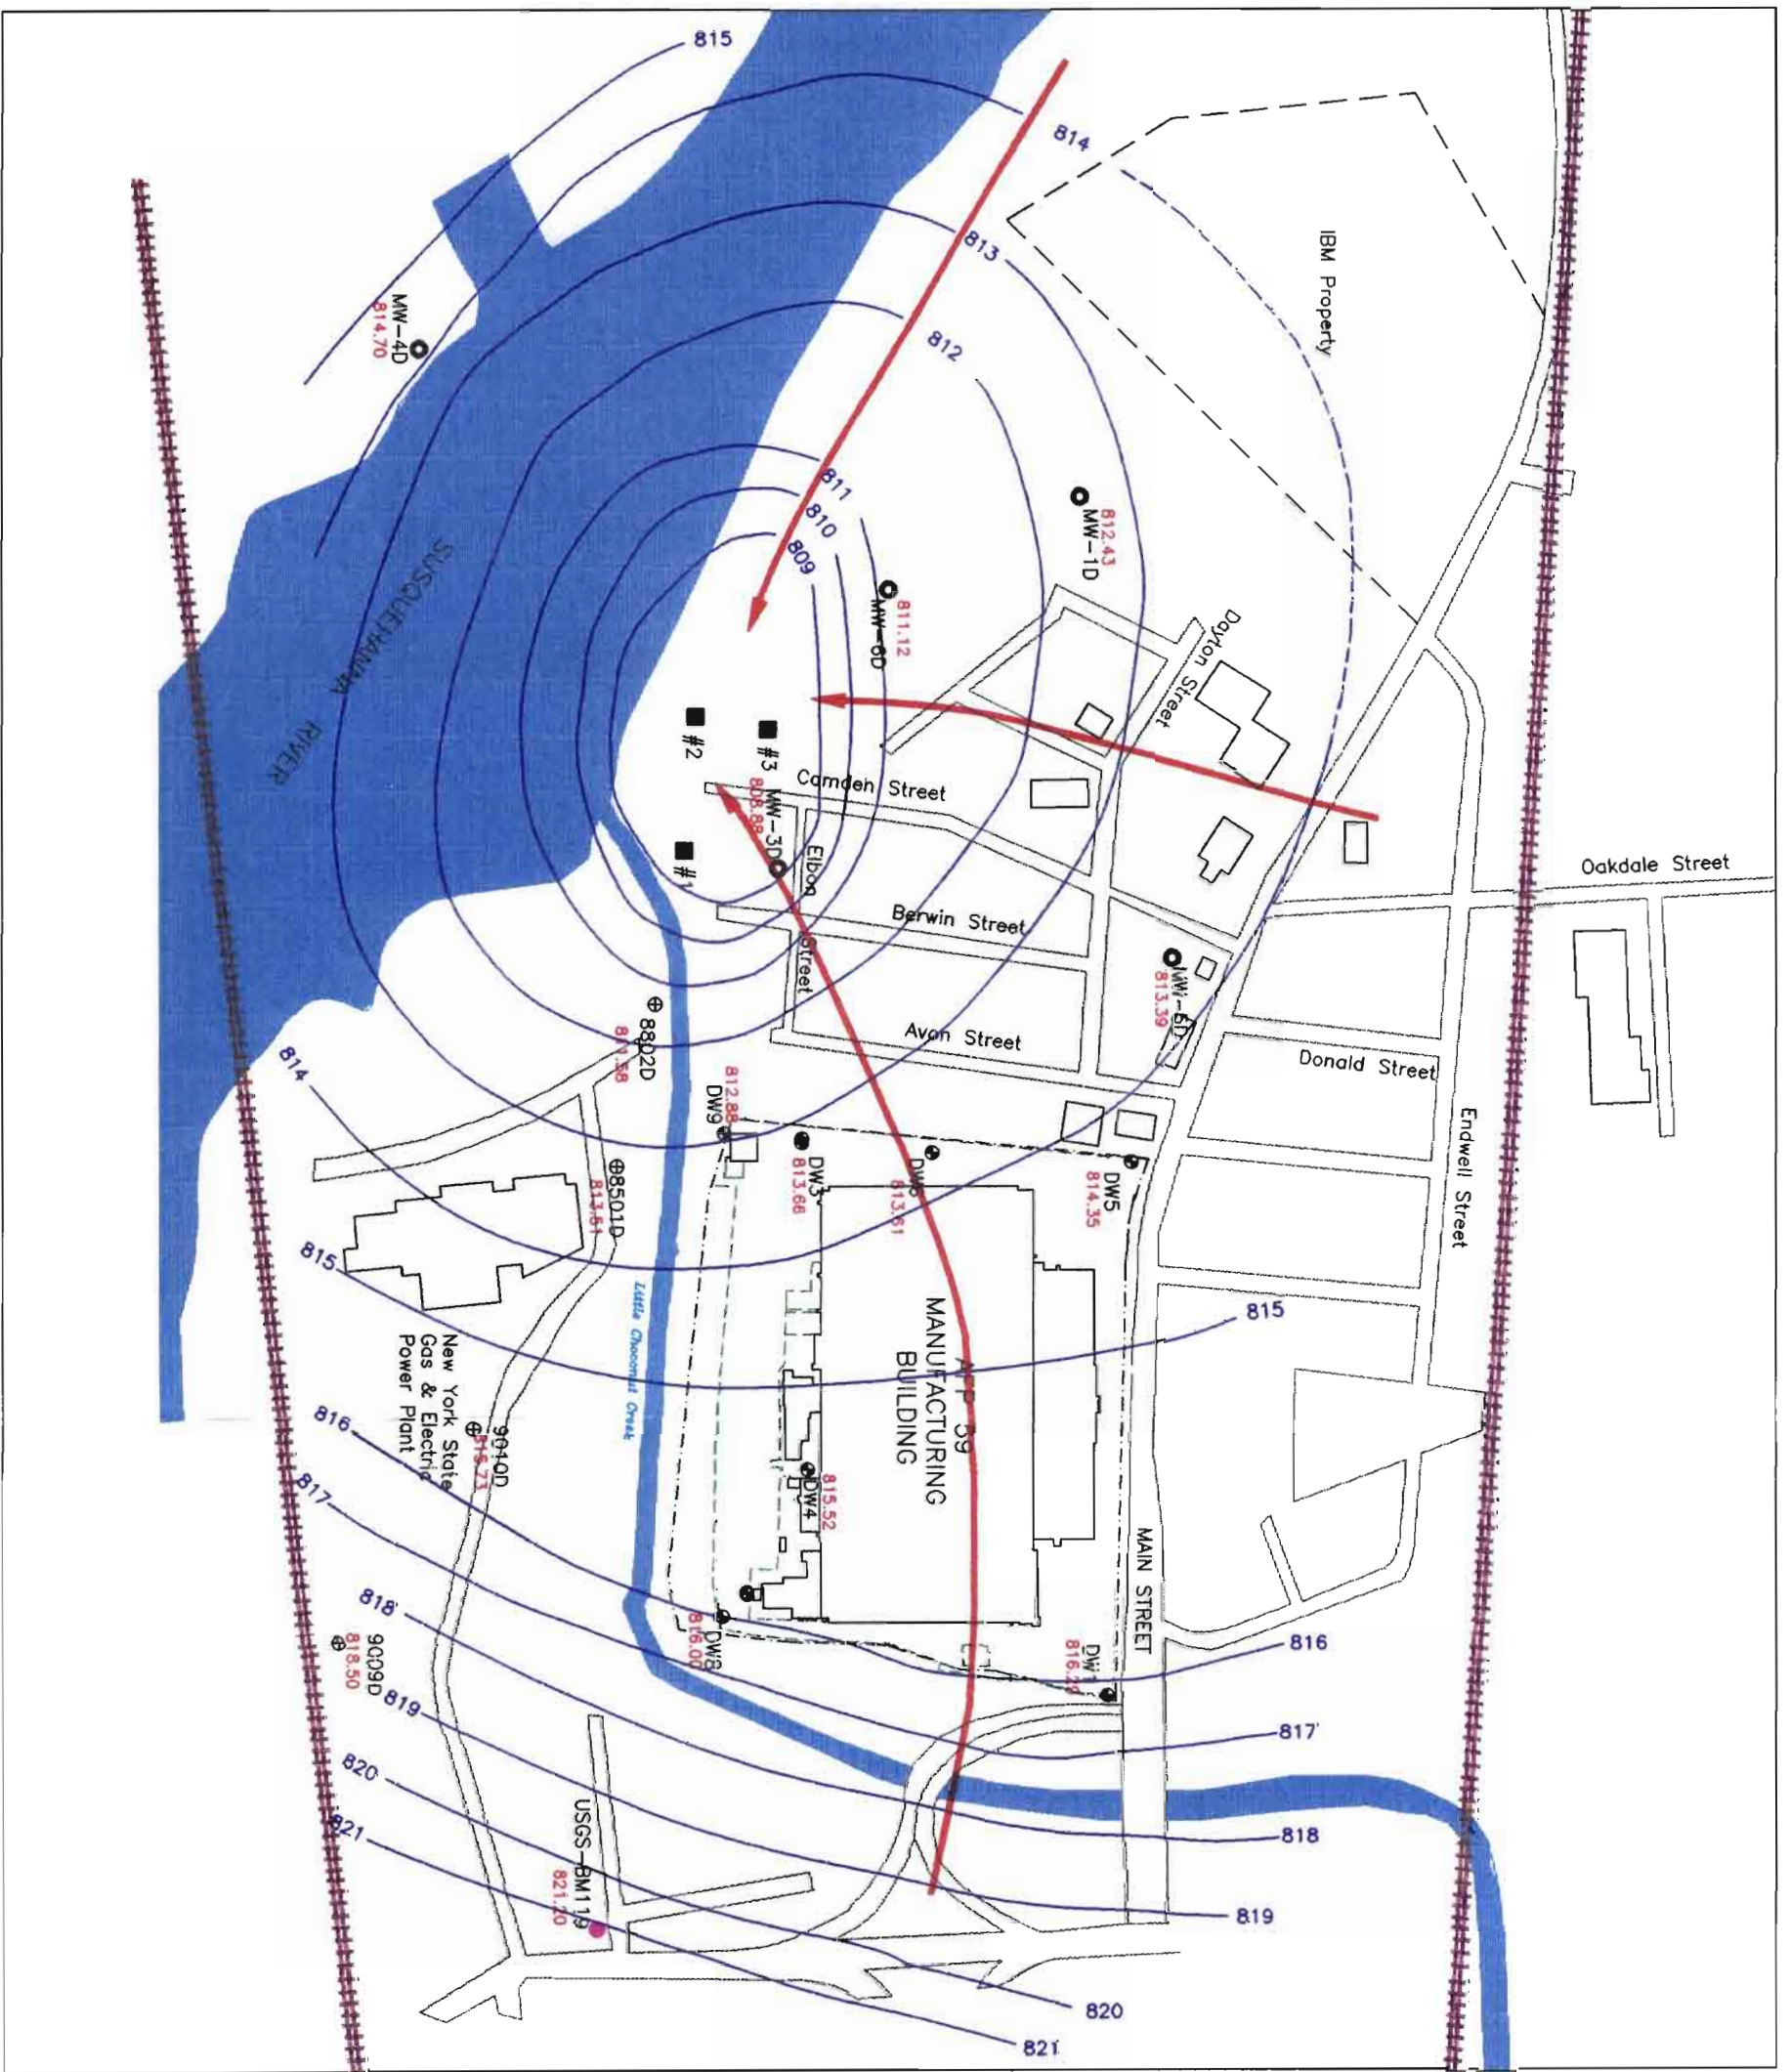 815
814
813
812
811
810
809
IBM Property
MW-4D
814.70
812.43
MW-1D
811.12
MW-6D
SUSQUEHANNA
RIVER
Dayton Street
#2
#3
#1
MW-3D
808.88
Camden Street
Elbon
Street
Berwin Street
Avon Street
Oakdale Street
Donald Street
Endwell Street
813.39
8802D
814
812.88
DW9
DW3
813.66
DW6
813.61
DW5
814.35
8501D
815
815
Little Choconut Creek
MANUFACTURING
BUILDING
New York State
Gas & Electric
Power Plant
9010D
815.73
816
817
DW4
815.52
MAIN STREET
DW8
816.00
816
818
9009D
818.50
819
817
820
821
818
USGS-BM119
821.20
819
820
821